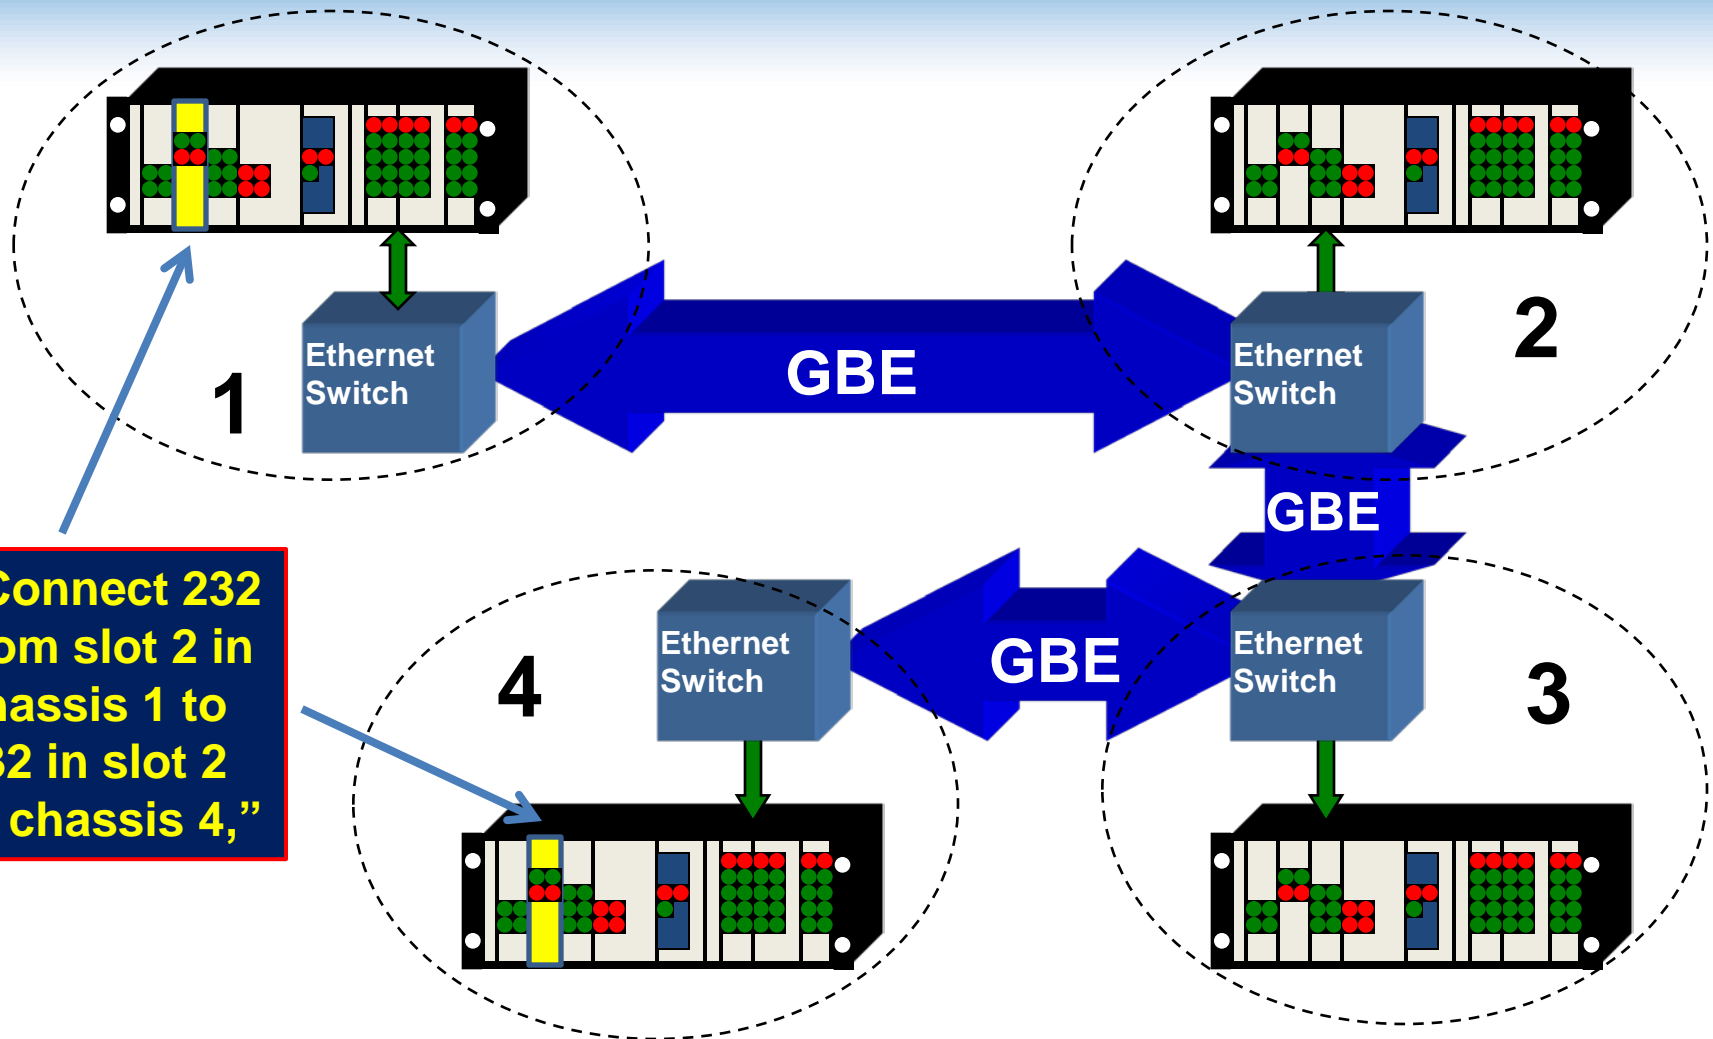 1
Ethernet
Switch
GBE
Ethernet
Switch
2
GBE
Connect 232
om slot 2 in
hassis 1 to
32 in slot 2
chassis 4,”
4
Ethernet
Switch
GBE
Ethernet
Switch
3